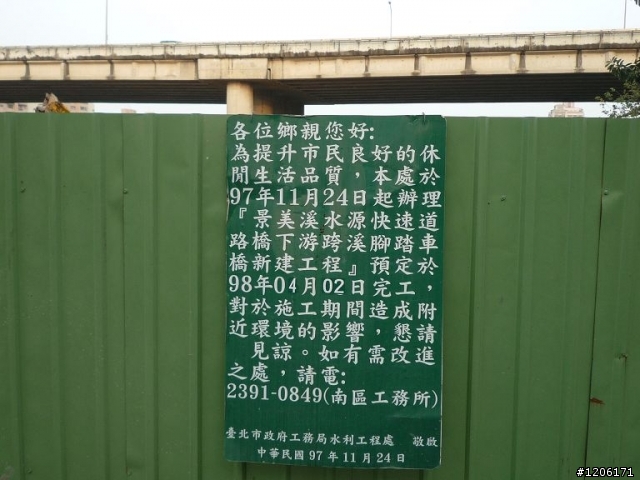 各位鄉親您好:
為提升市民良好的休
閒生活品質，本處於
97年11月24日起辦理
『景美溪水源快速道
路橋下游跨溪腳踏車
橋新建工程』預定於，
98年04月02日完工，
對於施工期間造成附
近環境的影響，懇請
見諒。如有需改進
之處，請電:
2391-0849(南區工務所)
臺北市政府工務局水利工程處 敬啟
中華民國97年11月24日
#1206171